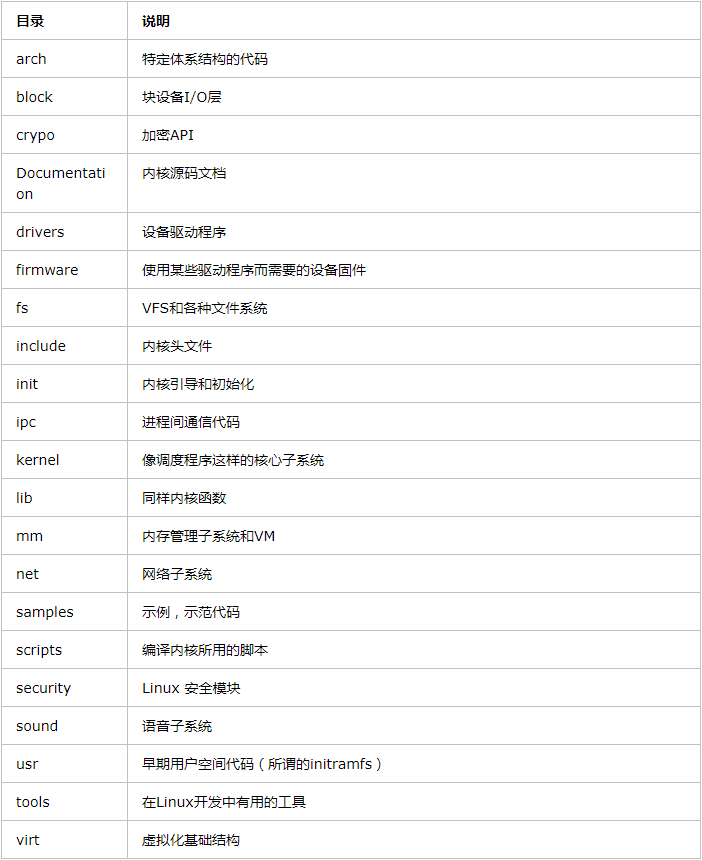 目录 说明
arch 特定体系结构的代码
block 块设备I/O层
crypo 加密API
Documentati 内核源码文档
on
drivers 设备驱动程序
firmware 使用某些驱动程序而需要的设备固件
fs VFS和各种文件系统
include 内核头文件
init 内核引导和初始化
ipc 进程间通信代码
kernel 像调度程序这样的核心子系统
lib 同样内核函数
mm 内存管理子系统和VM
net 网络子系统
samples 示例，示范代码
scripts 编译内核所用的脚本
security Linux 安全模块
sound 语音子系统
usr 早期用户空间代码（所谓的initramfs）
tools 在Linux开发中有用的工具
virt 虚拟化基础结构